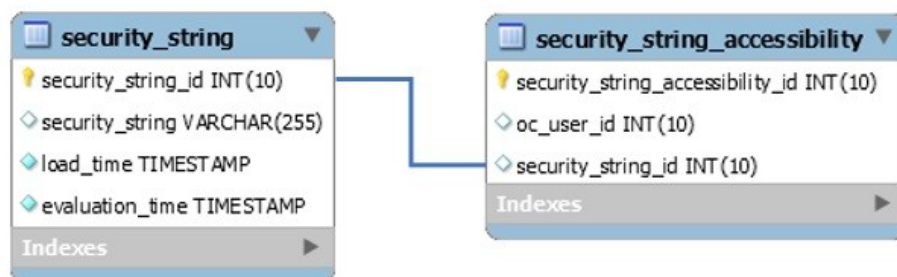 security_string
security_string_id INT(10)
security_string VARCHAR(255)
load_time TIMESTAMP
evaluation_time TIMESTAMP
Indexes
security_string_accessibility
security_string_accessibility_id INT(10)
oc_user_id INT(10)
security_string_id INT(10)
Indexes